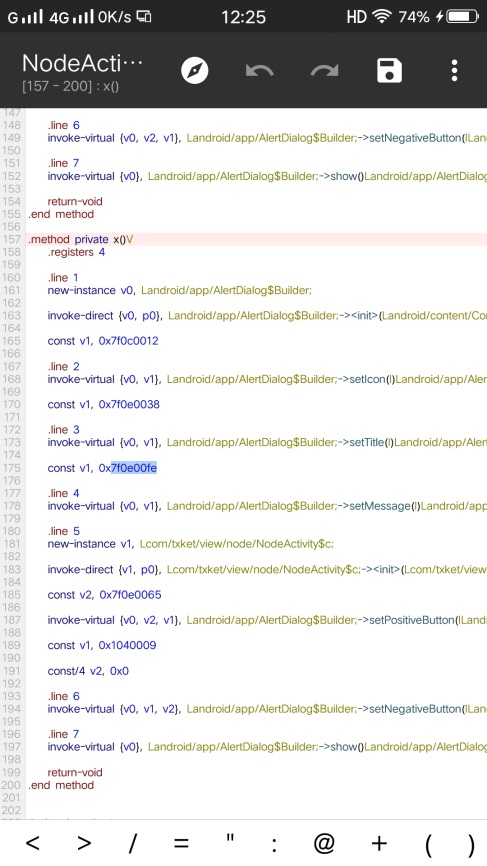 G 4G 0K/s 12:25 HD 74%
NodeActi···
[157 - 200] : x()
147
148 .line 6
149 invoke-virtual {v0, v2, v1}, Landroid/app/AlertDialog$Builder;->setNegativeButton(ILan
150
151 .line 7
152 invoke-virtual {v0}, Landroid/app/AlertDialog$Builder;->show()Landroid/app/AlertDialog
153
154 return-void
155 .end method
156
157 .method private x()V
158 .registers 4
159
160 .line 1
161 new-instance v0, Landroid/app/AlertDialog$Builder;
162
163 invoke-direct {v0, p0}, Landroid/app/AlertDialog$Builder;-><init>(Landroid/content/Co
164
165 const v1, 0x7f0c0012
166
167 .line 2
168 invoke-virtual {v0, v1}, Landroid/app/AlertDialog$Builder;->setIcon(I)Landroid/app/Aler
169
170 const v1, 0x7f0e0038
171
172 .line 3
173 invoke-virtual {v0, v1}, Landroid/app/AlertDialog$Builder;->setTitle(I)Landroid/app/Aler
174
175 const v1, 0x7f0e00fe
176
177 .line 4
178 invoke-virtual {v0, v1}, Landroid/app/AlertDialog$Builder;->setMessage(I)Landroid/app
179
180 .line 5
181 new-instance v1, Lcom/txket/view/node/NodeActivity$c;
182
183 invoke-direct {v1, p0}, Lcom/txket/view/node/NodeActivity$c;-><init>(Lcom/txket/view
184
185 const v2, 0x7f0e0065
186
187 invoke-virtual {v0, v2, v1}, Landroid/app/AlertDialog$Builder;->setPositiveButton(ILand
188
189 const v1, 0x1040009
190
191 const/4 v2, 0x0
192
193 .line 6
194 invoke-virtual {v0, v1, v2}, Landroid/app/AlertDialog$Builder;->setNegativeButton(ILan
195
196 .line 7
197 invoke-virtual {v0}, Landroid/app/AlertDialog$Builder;->show()Landroid/app/AlertDialog
198
199 return-void
200 .end method
201
202
< > / = " : @ + ( )